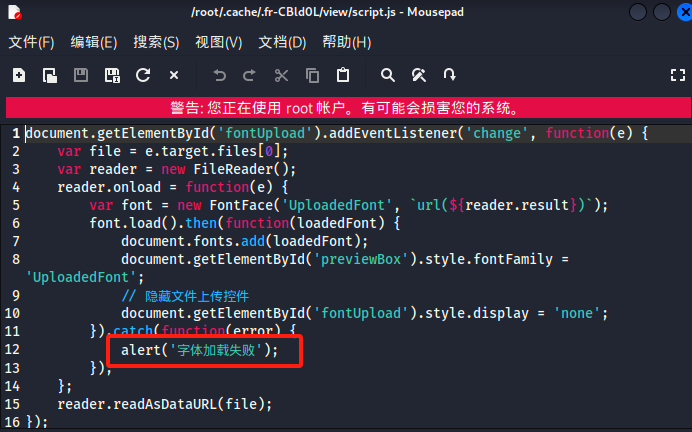 /root/.cache/.fr-CBld0L/view/script.js - Mousepad
文件(F) 编辑(E) 搜索(S) 视图(V) 文档(D) 帮助(H)
警告: 您正在使用 root 帐户。有可能会损害您的系统。
1 document.getElementById('fontUpload').addEventListener('change', function(e) {
2     var file = e.target.files[0];
3     var reader = new FileReader();
4     reader.onload = function(e) {
5         var font = new FontFace('UploadedFont', `url(${reader.result})`);
6         font.load().then(function(loadedFont) {
7             document.fonts.add(loadedFont);
8             document.getElementById('previewBox').style.fontFamily =
'UploadedFont';
9             // 隐藏文件上传控件
10             document.getElementById('fontUpload').style.display = 'none';
11         }).catch(function(error) {
12             alert('字体加载失败');
13         });
14     };
15     reader.readAsDataURL(file);
16 });